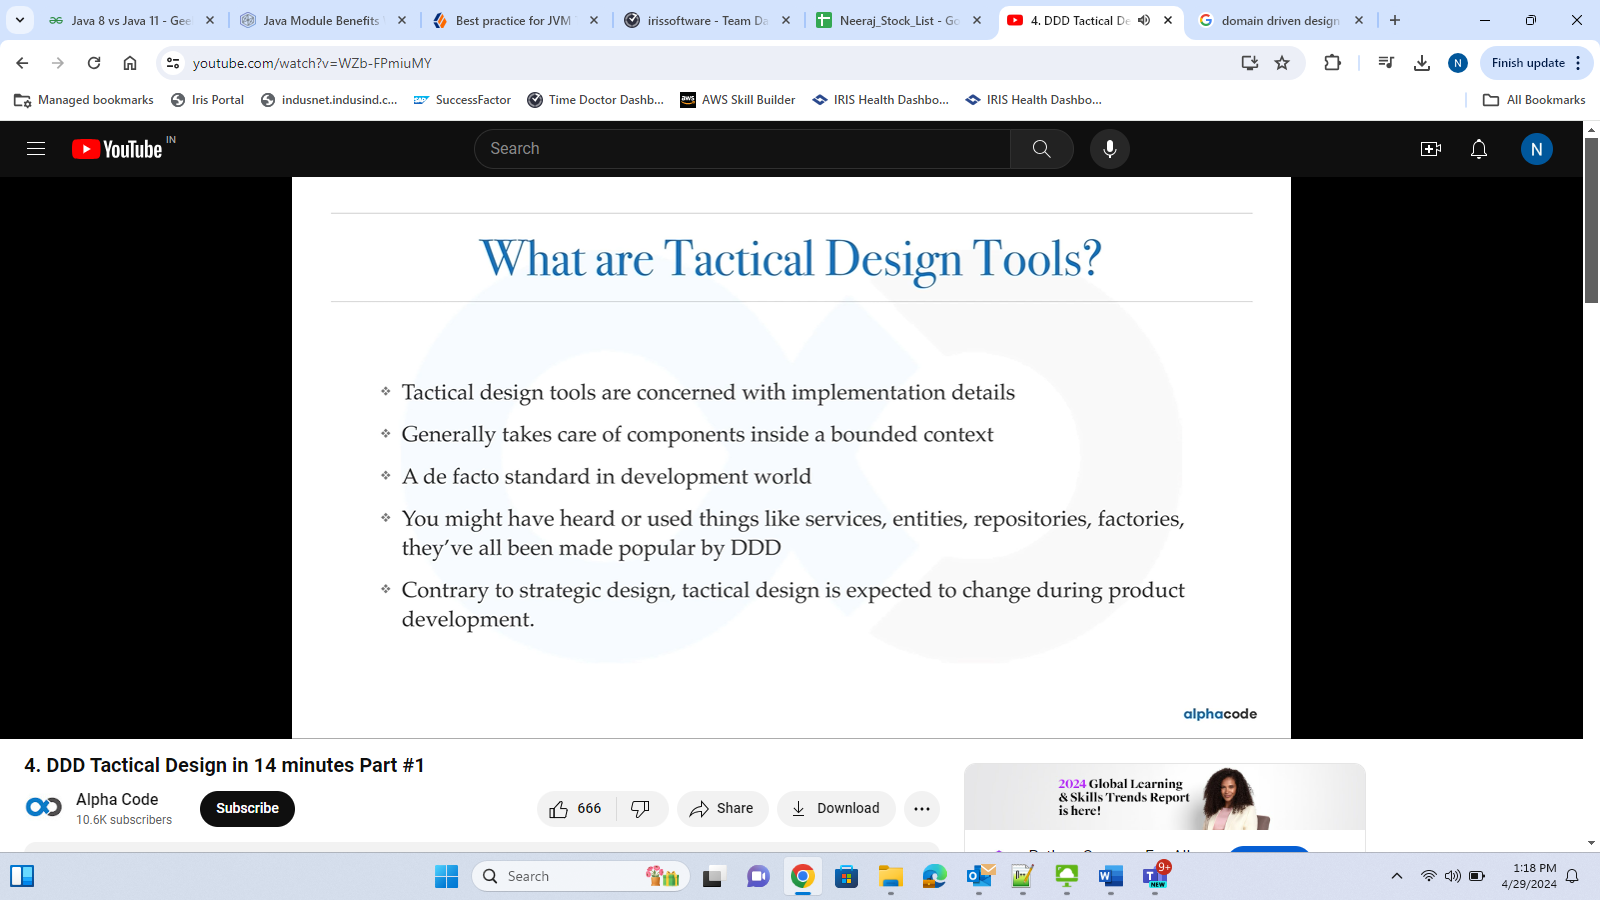 Java 8 vs Java 11 - Gee
Java Module Benefits
Best practice for JVM
irissoftware - Team Da
Neeraj_Stock_List - Go
4. DDD Tactical De
domain driven design
youtube.com/watch?v=WZb-FPmiuMY
N
Finish update
Managed bookmarks
Iris Portal
indusnet.indusind.c...
SuccessFactor
Time Doctor Dashb...
AWS Skill Builder
IRIS Health Dashbo...
IRIS Health Dashbo...
All Bookmarks
YouTube IN
Search
N
What are Tactical Design Tools?
Tactical design tools are concerned with implementation details
Generally takes care of components inside a bounded context
A de facto standard in development world
You might have heard or used things like services, entities, repositories, factories,
they've all been made popular by DDD
Contrary to strategic design, tactical design is expected to change during product
development.
alphacode
4. DDD Tactical Design in 14 minutes Part #1
Alpha Code
10.6K subscribers
Subscribe
666
Share
Download
2024 Global Learning
& Skills Trends Report
is here!
Search
9+
NEW
1:18 PM
4/29/2024